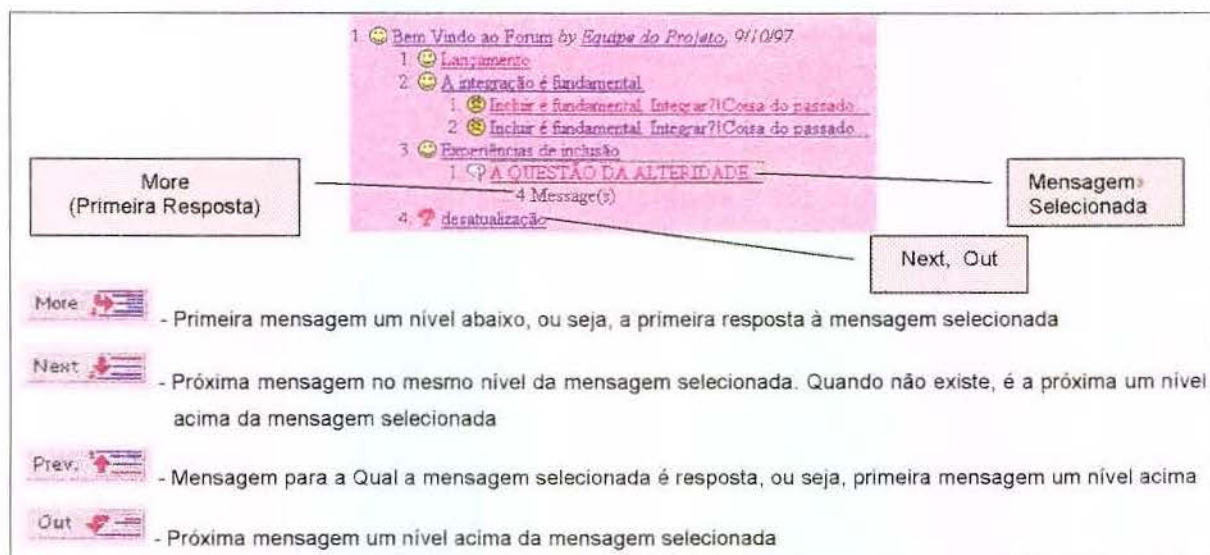 1. Bem Vindo ao Forum by Equipe do Projeto, 9/10/97
1. Lançamento
2. A integração é fundamental
1. Incluir é fundamental. Integrar?!Coisa do passado...
2. Incluir é fundamental. Integrar?!Coisa do passado...
3. Experiências de inclusão
1. A QUESTÃO DA ALTERIDADE
4 Message(s)
4. desatualização
More
(Primeira Resposta)
Mensagem
Selecionada
Next, Out
More - Primeira mensagem um nível abaixo, ou seja, a primeira resposta à mensagem selecionada
Next - Próxima mensagem no mesmo nível da mensagem selecionada. Quando não existe, é a próxima um nível
acima da mensagem selecionada
Prev. - Mensagem para a Qual a mensagem selecionada é resposta, ou seja, primeira mensagem um nível acima
Out - Próxima mensagem um nível acima da mensagem selecionada